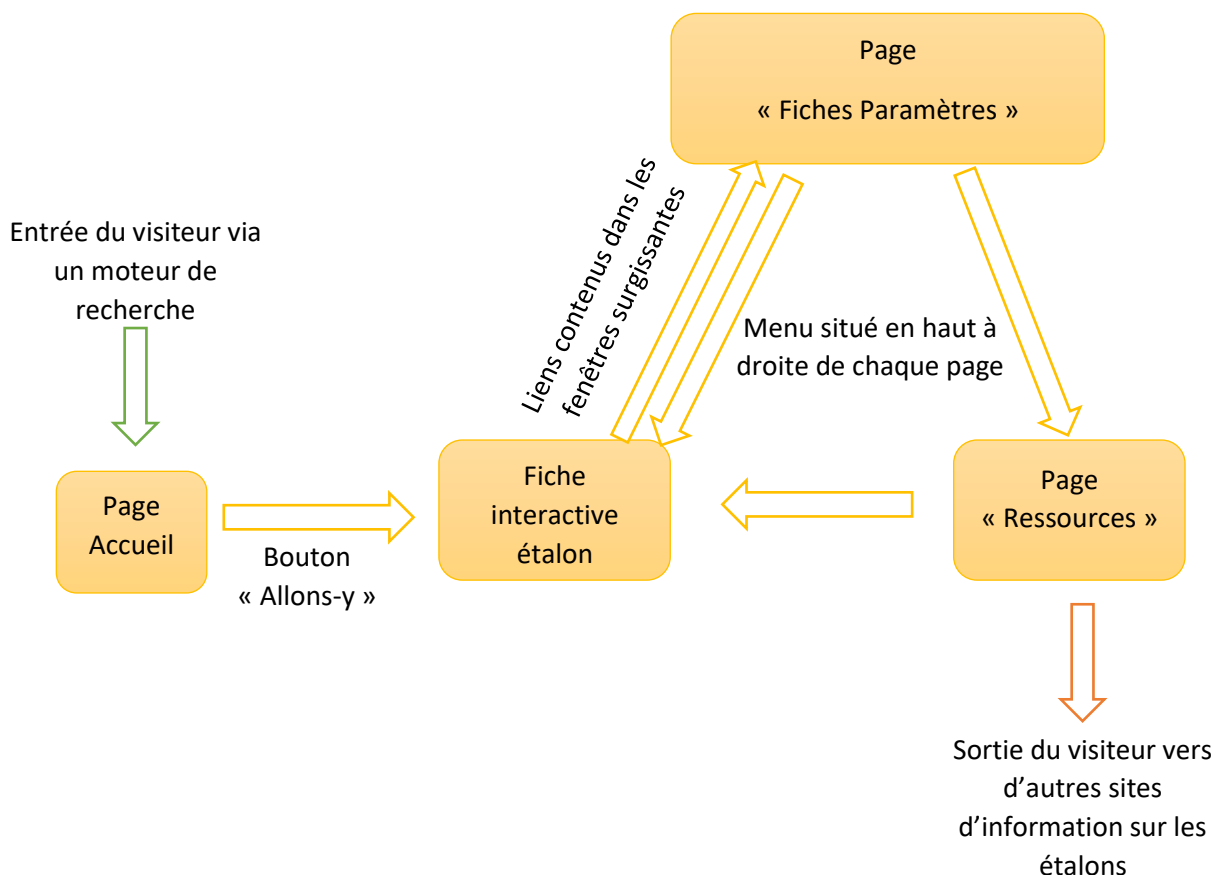 Page
« Fiches Paramètres »
Liens contenus dans les
fenêtres surgissantes
Entrée du visiteur via
un moteur de
recherche
Menu situé en haut à
droite de chaque page
Page
Accueil
Bouton
« Allons-y »
Fiche
interactive
étalon
Page
« Ressources »
Sortie du visiteur vers
d’autres sites
d’information sur les
étalons